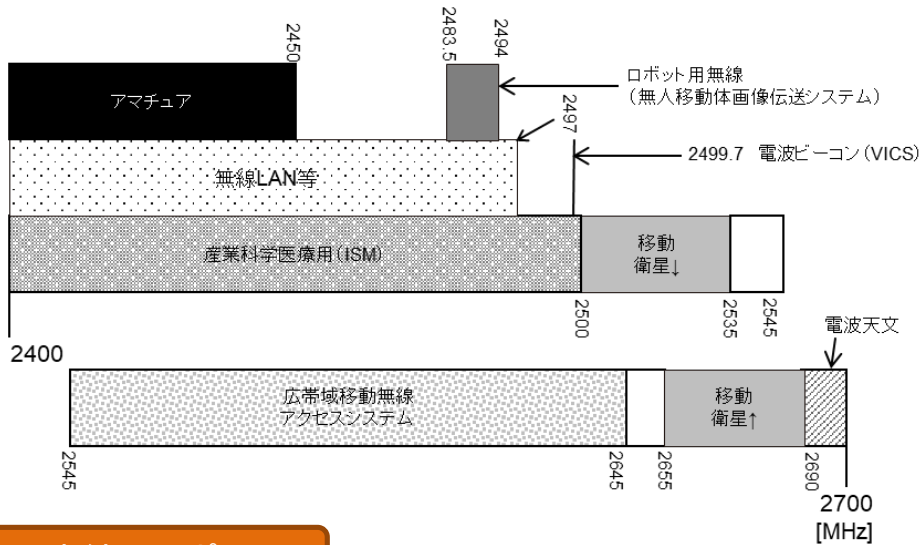 2450
2483.5
2494
アマチュア
ロボット用無線
(無人移動体画像伝送システム)
2497
2499.7 電波ビーコン(VICS)
無線LAN等
産業科学医療用(ISM)
移動
衛星↓
2400
2500
2535
2545
電波天文
広帯域移動無線
アクセスシステム
移動
衛星↑
2545
2645
2655
2690
2700
[MHz]